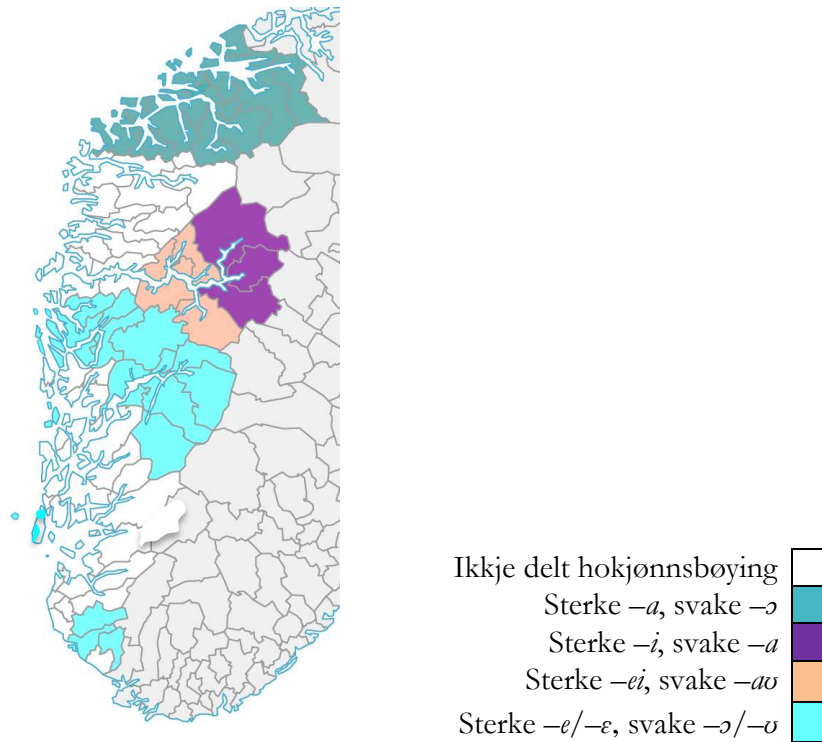 Ikkje delt hokjønnsbøying
Sterke –a, svake –ɔ
Sterke –i, svake –a
Sterke –ei, svake –aʊ
Sterke –e/–ɛ, svake –ɔ/–ʊ